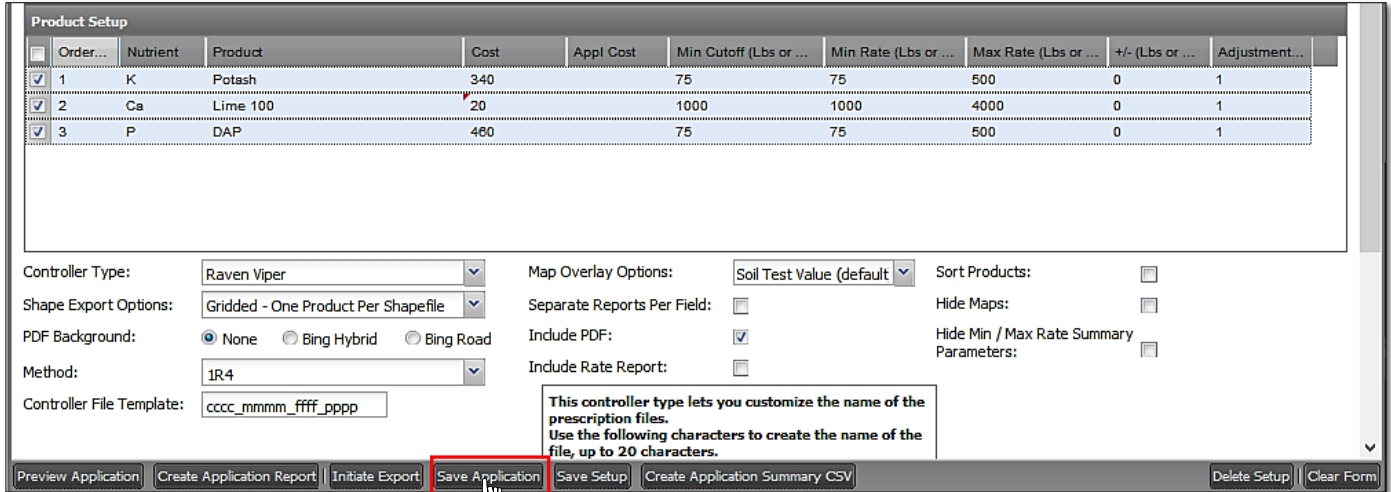 Product Setup
Order... Nutrient Product Cost Appl Cost Min Cutoff (Lbs or ... Min Rate (Lbs or ... Max Rate (Lbs or ... +/- (Lbs or ... Adjustment...
1 K Potash 340 75 75 500 0 1
2 Ca Lime 100 20 1000 1000 4000 0 1
3 P DAP 460 75 75 500 0 1
Controller Type: Raven Viper Map Overlay Options: Soil Test Value (default Sort Products:
Shape Export Options: Gridded - One Product Per Shapefile Separate Reports Per Field: Hide Maps:
PDF Background: None Bing Hybrid Bing Road Include PDF: Hide Min / Max Rate Summary
Parameters:
Method: 1R4 Include Rate Report:
Controller File Template: cccc_mmmm_ffff_pppp
This controller type lets you customize the name of the
prescription files.
Use the following characters to create the name of the
file, up to 20 characters.
Preview Application Create Application Report Initiate Export Save Application Save Setup Create Application Summary CSV Delete Setup Clear Form